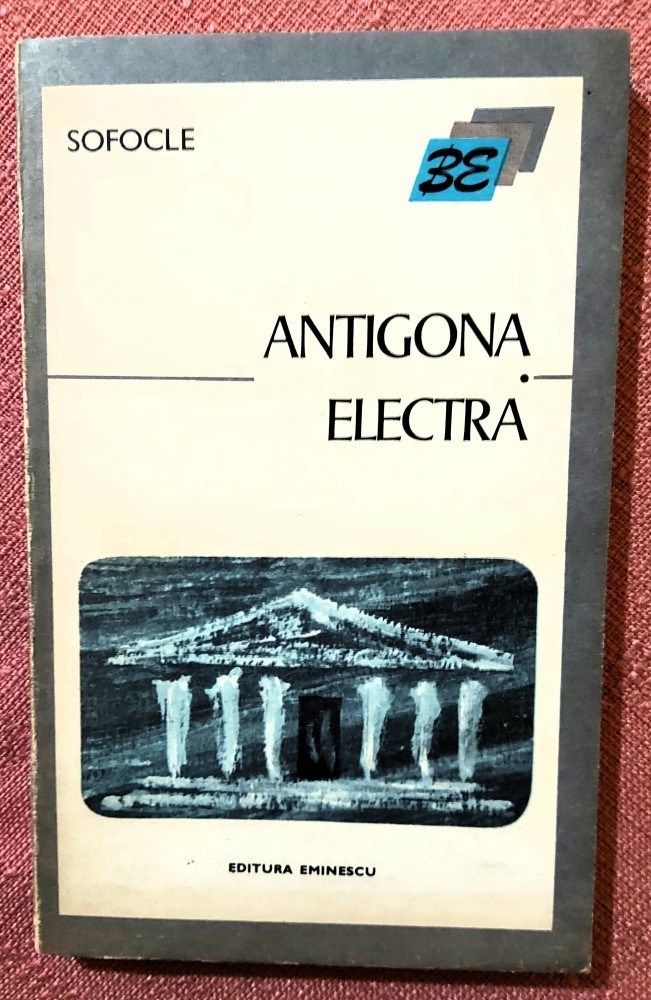 SOFOCLE
BE
ANTIGONA
•
ELECTRA
EDITURA EMINESCU